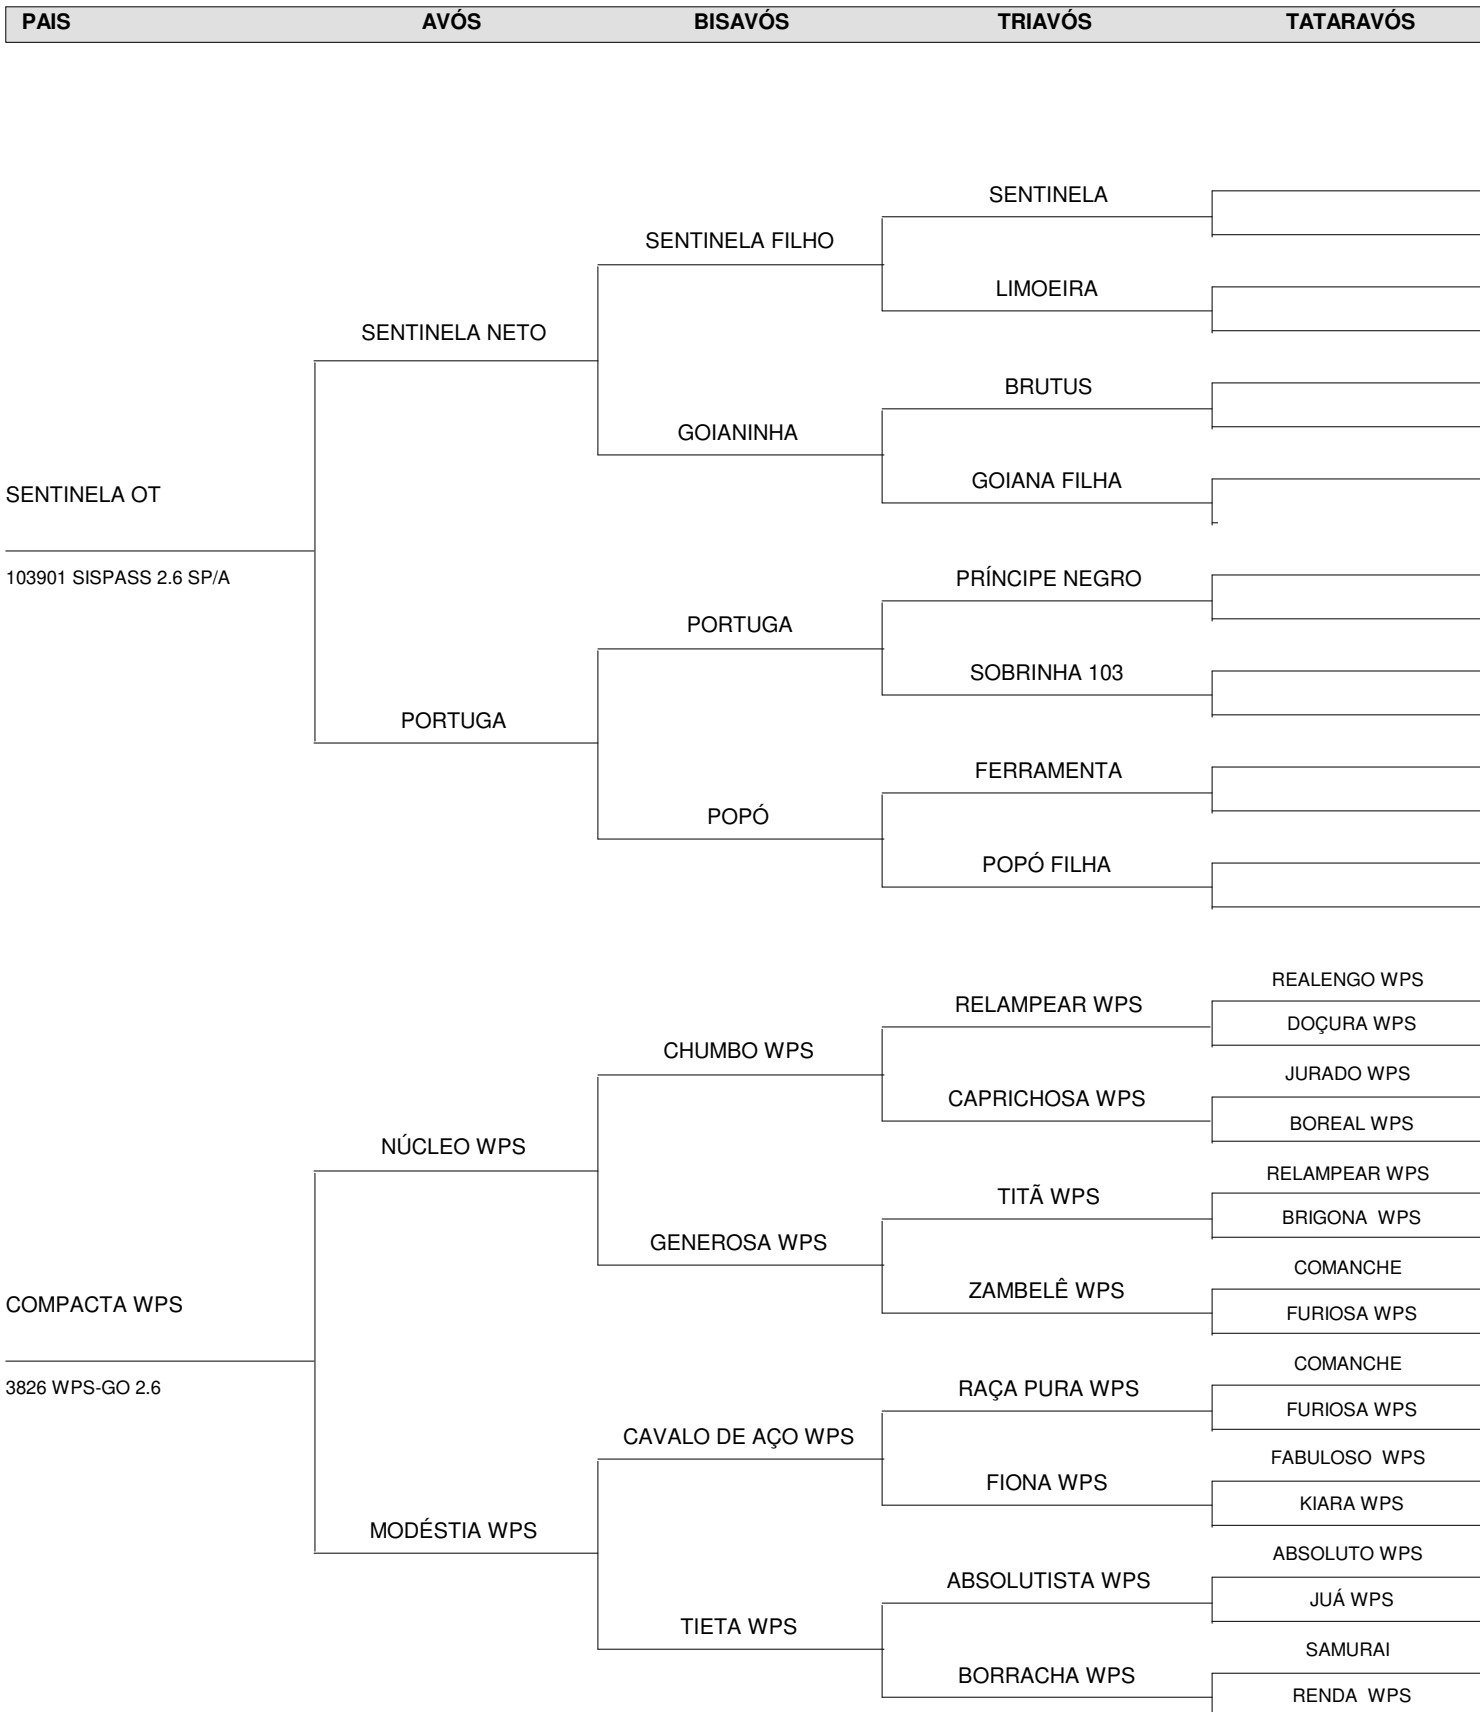 PAIS AVÓS BISAVÓS TRIAVÓS TATARAVÓS
SENTINELA
SENTINELA FILHO
LIMOEIRA
SENTINELA NETO
BRUTUS
GOIANINHA
GOIANA FILHA
SENTINELA OT
103901 SISPASS 2.6 SP/A
PRÍNCIPE NEGRO
PORTUGA
SOBRINHA 103
PORTUGA
FERRAMENTA
POPÓ
POPÓ FILHA
REALENGO WPS
RELAMPEAR WPS
DOÇURA WPS
CHUMBO WPS
JURADO WPS
CAPRICHOSA WPS
BOREAL WPS
NÚCLEO WPS
RELAMPEAR WPS
TITÃ WPS
BRIGONA WPS
GENEROSA WPS
COMANCHE
ZAMBELÊ WPS
COMPACTA WPS
FURIOSA WPS
COMANCHE
3826 WPS-GO 2.6
RAÇA PURA WPS
FURIOSA WPS
CAVALO DE AÇO WPS
FABULOSO WPS
FIONA WPS
KIARA WPS
MODÉSTIA WPS
ABSOLUTO WPS
ABSOLUTISTA WPS
JUÁ WPS
TIETA WPS
SAMURAI
BORRACHA WPS
RENDA WPS